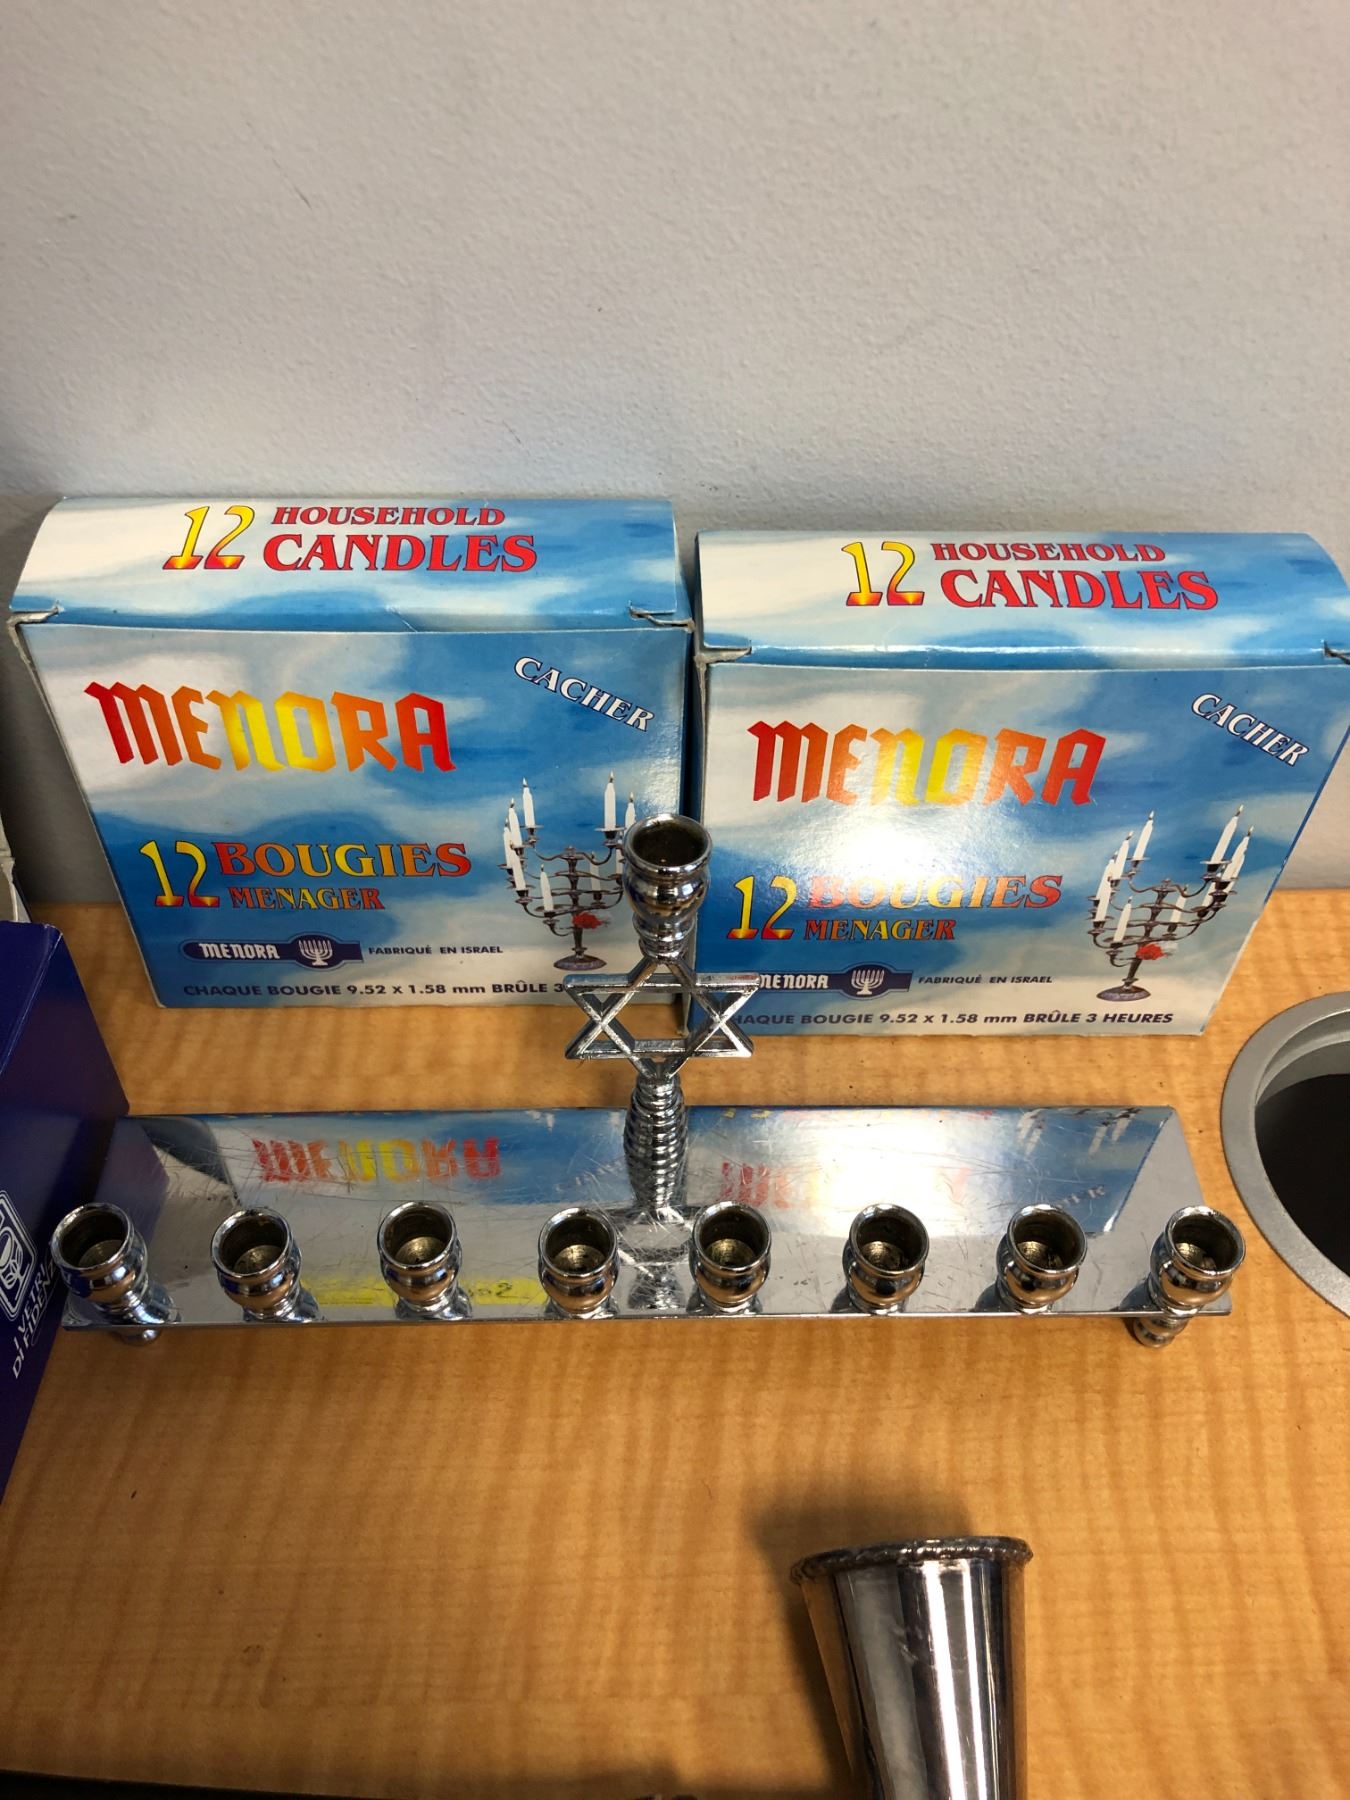 12 HOUSEHOLD
CANDLES
MENORA
CACHER
12 BOUGIES
MENAGER
MENORA FABRIQUÉ EN ISRAEL
CHAQUE BOUGIE 9.52 x 1.58 mm BRÛLE 3
12 HOUSEHOLD
CANDLES
MENORA
CACHER
12 BOUGIES
MENAGER
MENORA FABRIQUÉ EN ISRAEL
BOUGIE 9.52 x 1.58 mm BRÛLE 3 HEURES